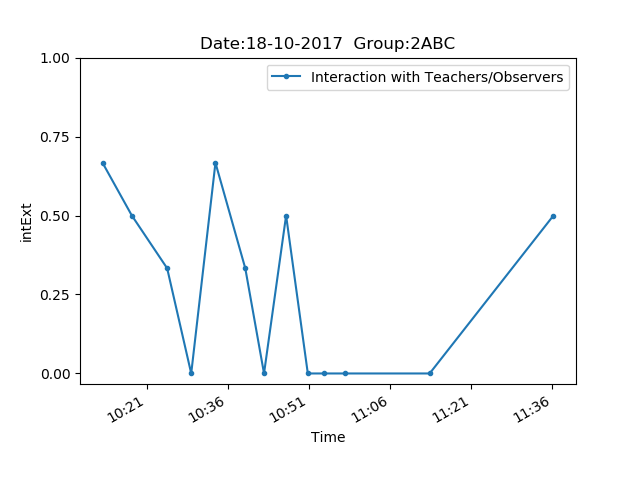 Date:18-10-2017  Group:2ABC
Interaction with Teachers/Observers
1.00
0.75
0.50
0.25
0.00
intExt
10:21
10:36
10:51
11:06
11:21
11:36
Time